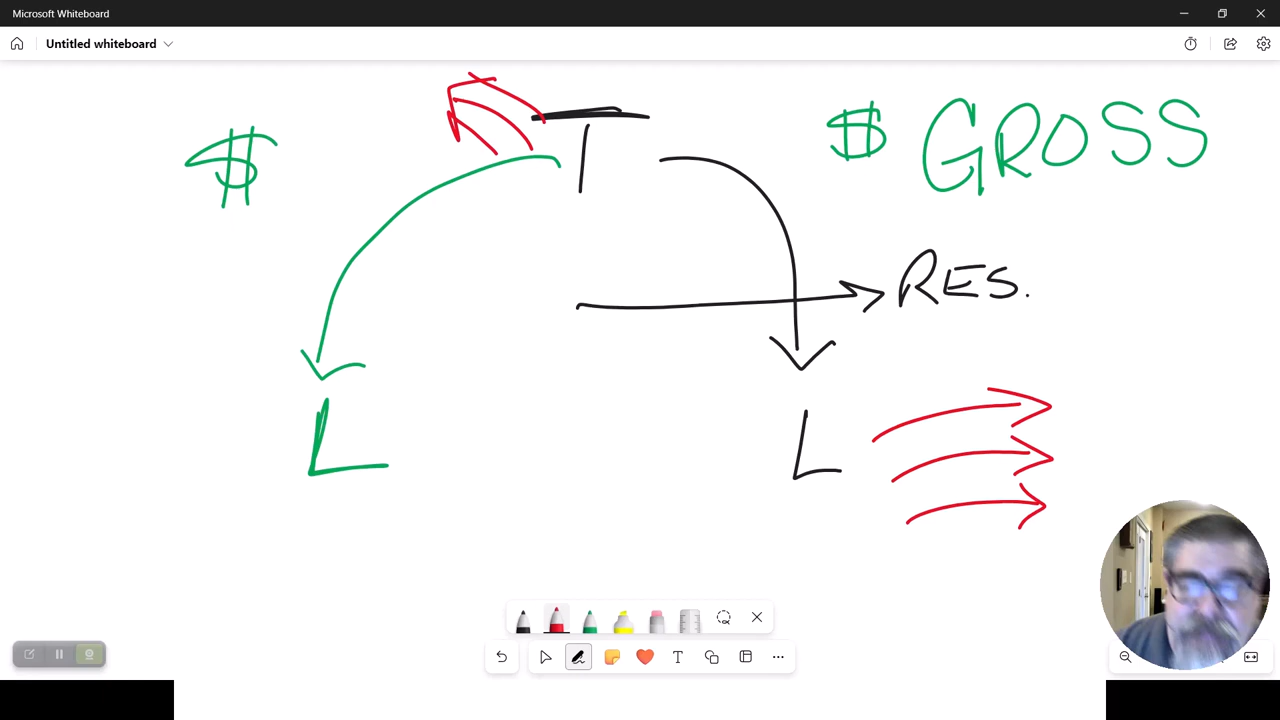 Microsoft Whiteboard
Untitled whiteboard
$
T
$ GROSS
RES.
L
L